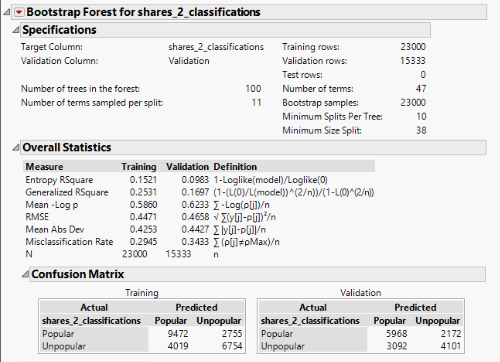 Bootstrap Forest for shares_2_classifications
Specifications
Target Column: shares_2_classifications Training rows: 23000
Validation Column: Validation Validation rows: 15333
Test rows: 0
Number of trees in the forest: 100 Number of terms: 47
Number of terms sampled per split: 11 Bootstrap samples: 23000
Minimum Splits Per Tree: 10
Minimum Size Split: 38
Overall Statistics
Measure Training Validation Definition
Entropy RSquare 0.1521 0.0983 1-Loglike(model)/Loglike(0)
Generalized RSquare 0.2531 0.1697 (1-(L(0)/L(model))^(2/n))/(1-L(0)^(2/n))
Mean -Log p 0.5860 0.6233 ∑ -Log(ρ[j])/n
RMSE 0.4471 0.4658 √ ∑(y[j]-ρ[j])²/n
Mean Abs Dev 0.4253 0.4427 ∑ |y[j]-ρ[j]|/n
Misclassification Rate 0.2945 0.3433 ∑ (ρ[j]≠ρMax)/n
N 23000 15333 n
Confusion Matrix
Training Validation
Actual Predicted Actual Predicted
shares_2_classifications Popular Unpopular shares_2_classifications Popular Unpopular
Popular 9472 2755 Popular 5968 2172
Unpopular 4019 6754 Unpopular 3092 4101